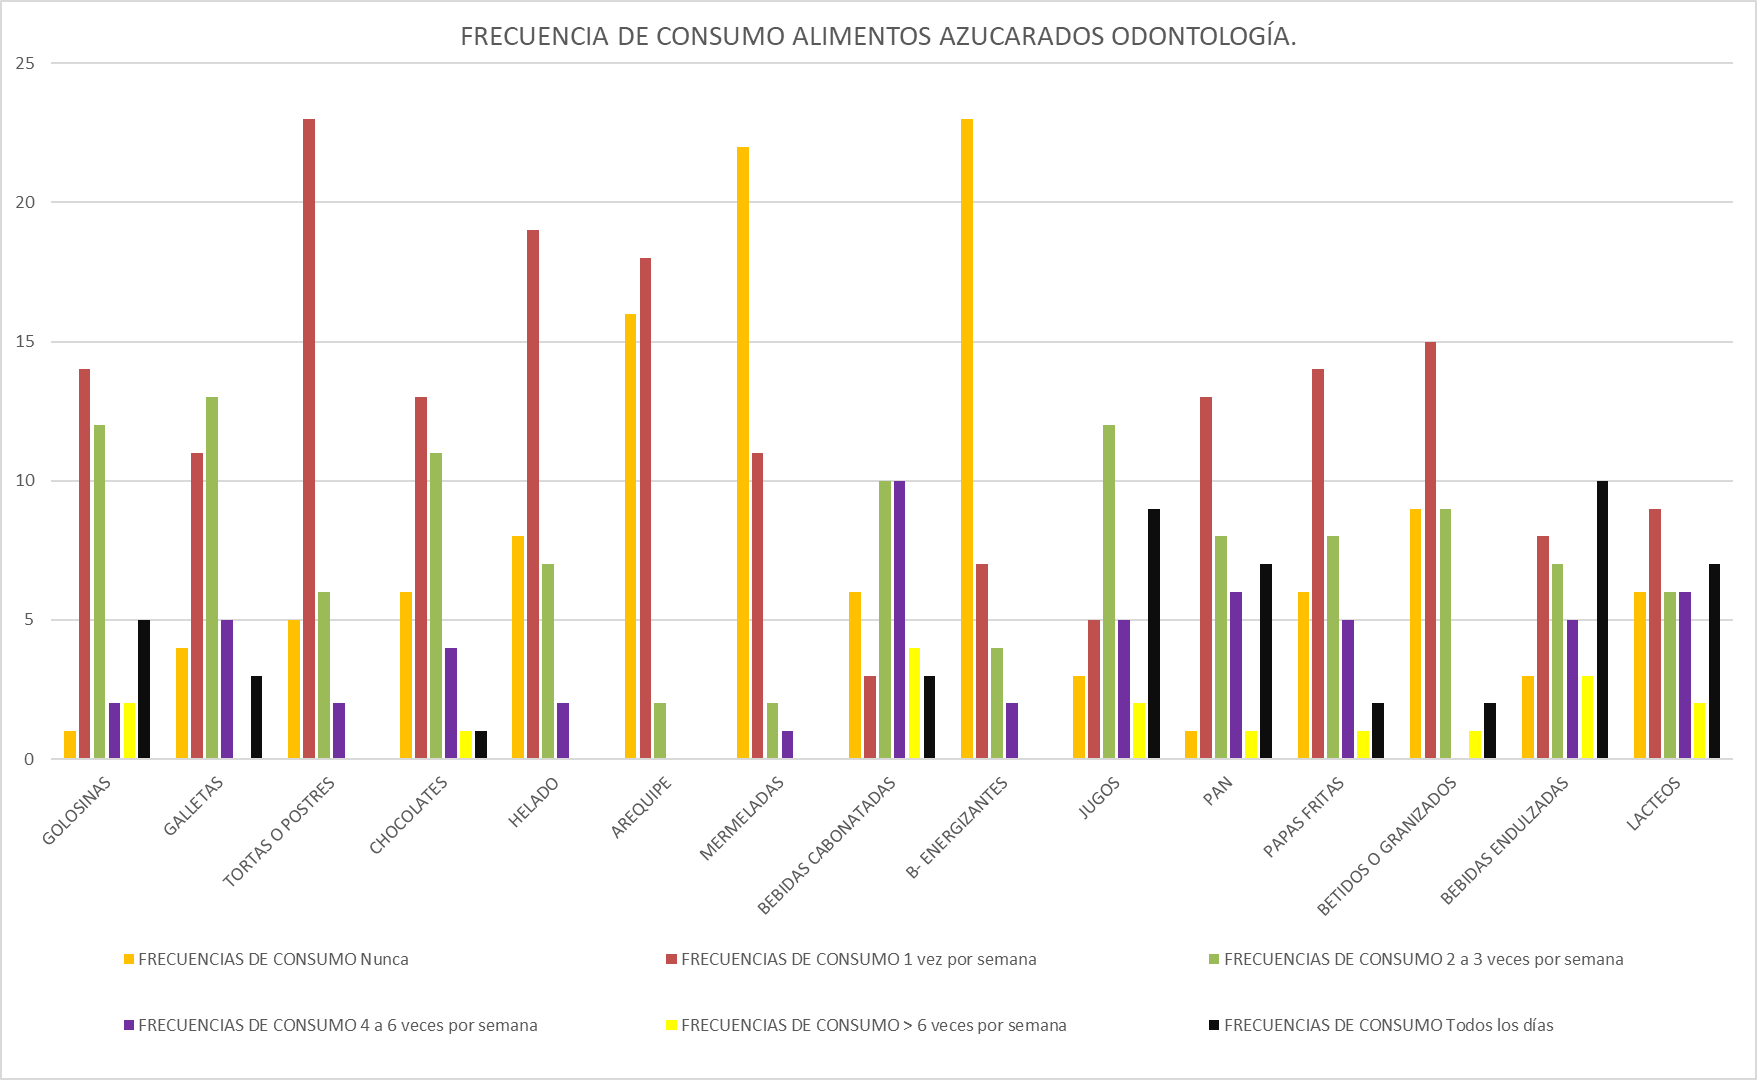 FRECUENCIA DE CONSUMO ALIMENTOS AZUCARADOS ODONTOLOGÍA.
25
20
15
10
5
0
GOLOSINAS
GALLETAS
TORTAS O POSTRES
CHOCOLATES
HELADO
AREQUIPE
MERMELADAS
BEBIDAS CABONATADAS
B- ENERGIZANTES
JUGOS
PAN
PAPAS FRITAS
BETIDOS O GRANIZADOS
BEBIDAS ENDULZADAS
LACTEOS
FRECUENCIAS DE CONSUMO Nunca
FRECUENCIAS DE CONSUMO 1 vez por semana
FRECUENCIAS DE CONSUMO 2 a 3 veces por semana
FRECUENCIAS DE CONSUMO 4 a 6 veces por semana
FRECUENCIAS DE CONSUMO > 6 veces por semana
FRECUENCIAS DE CONSUMO Todos los días